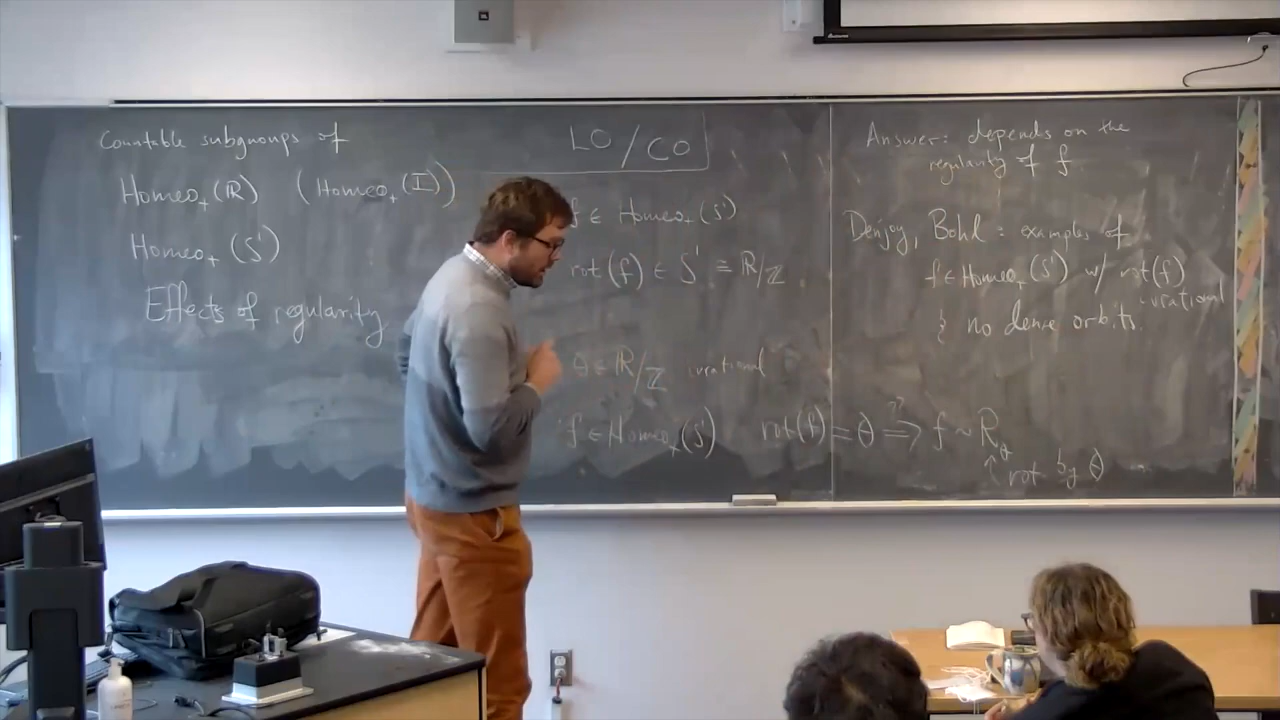 Countable subgroups of
Homeo₊(ℝ) (Homeo₊(I))
Homeo₊(S¹)
Effects of regularity
LO/CO
f ∈ Homeo₊(S¹)
rot(f) ∈ S¹ ≡ ℝ/ℤ
θ ∈ ℝ/ℤ irrational
f ∈ Homeo₊(S¹) rot(f) = θ ⇒?? f ~ R_θ
↑ rot by θ
Answer: depends on the
regularity of f
Denjoy, Bohl: examples of
f ∈ Homeo₊(S¹) w/ rot(f)
irrational
& no dense orbits.
JBL